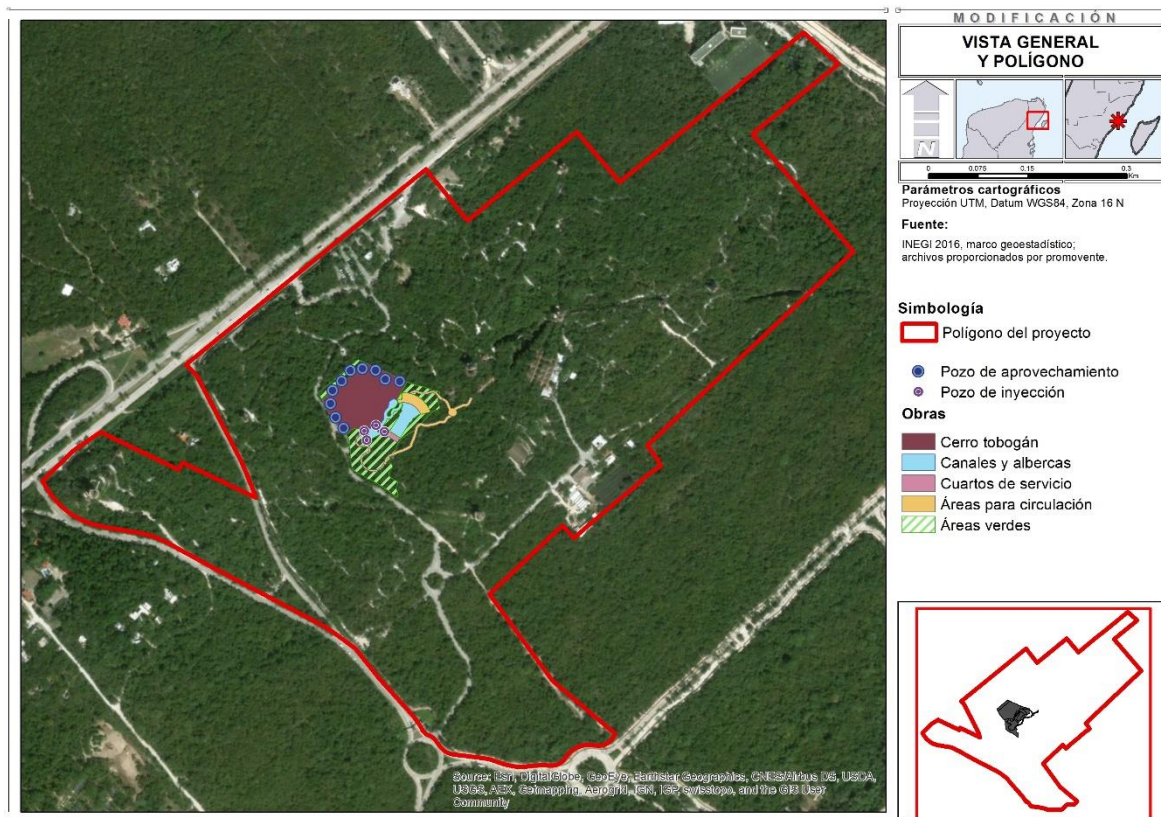 MODIFICACIÓN
VISTA GENERAL
Y POLÍGONO
N
0 0.075 0.15 0.3
Km
Parámetros cartográficos
Proyección UTM, Datum WGS84, Zona 16 N
Fuente:
INEGI 2016, marco geoestadístico;
archivos proporcionados por promovente.
Simbología
Polígono del proyecto
Pozo de aprovechamiento
Pozo de inyección
Obras
Cerro tobogán
Canales y albercas
Cuartos de servicio
Áreas para circulación
Áreas verdes
Source: Esri, DigitalGlobe, GeoEye, Earthstar Geographics, CNES/Airbus DS, USDA,
USGS, AEX, Getmapping, Aerogrid, IGN, IGP, swisstopo, and the GIS User
Community